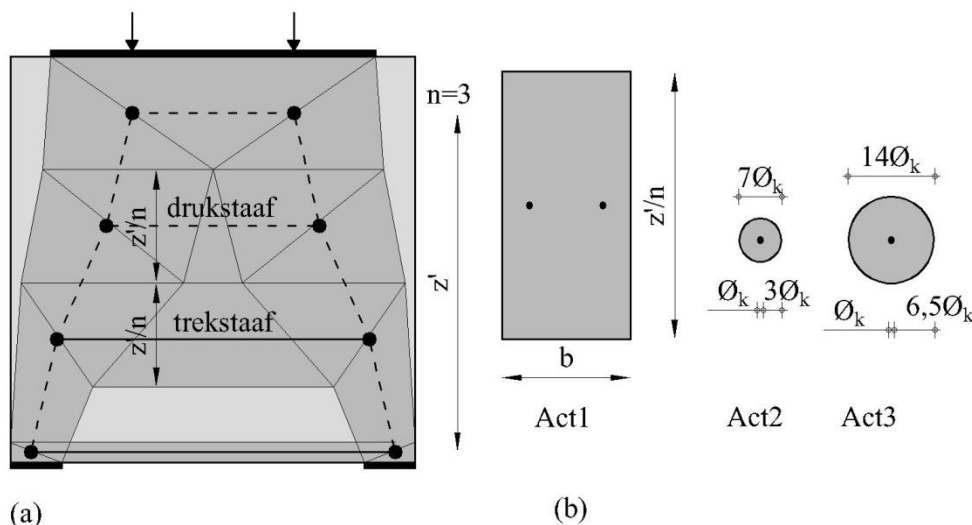 n=3
drukstaaf
z'/n
z'
trekstaaf
z'/n
(a)
z'/n
b
Act1
7Øk
Øk 3Øk
Act2
14Øk
Øk 6,5Øk
Act3
(b)